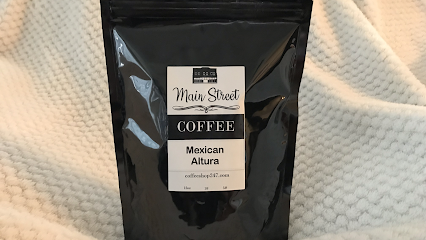 Main Street
COFFEE
Mexican
Altura
coffeeshop247.com